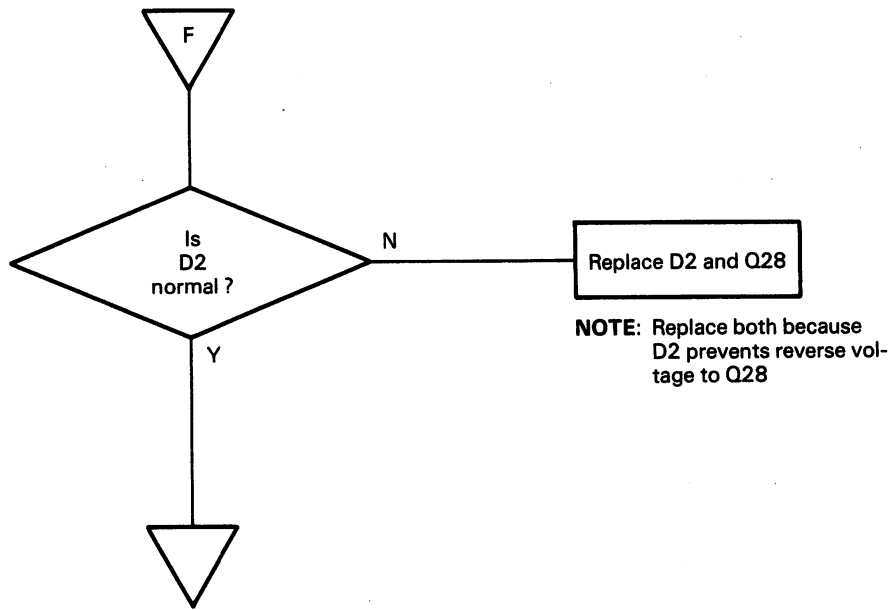 F
Is
D2
normal ?
N
Replace D2 and Q28
NOTE: Replace both because
D2 prevents reverse vol-
tage to Q28
Y